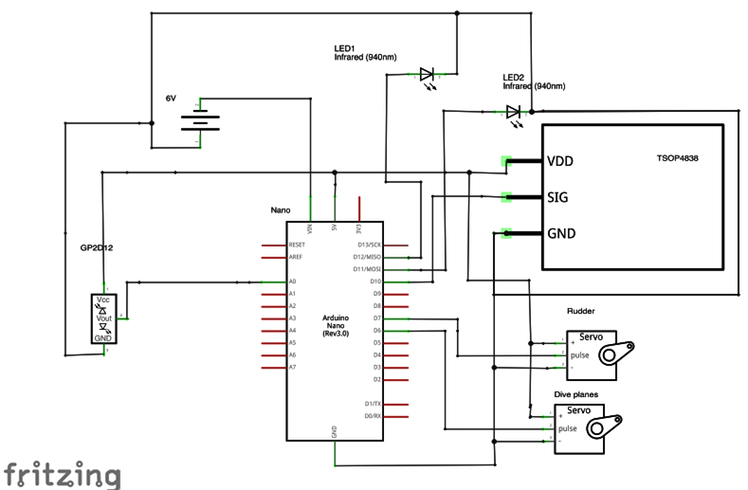 LED1
Infrared (940nm)
LED2
Infrared (940nm)
6V
VDD
TSOP4838
SIG
Nano
VIN
5V
3V3
GND
GP2D12
RESET
D13/SCK
AREF
D12/MISO
D11/MOSI
A0
D10
A1
D9
Vcc
A2
D8
Vout
A3
Arduino
Nano
(Rev3.0)
D7
A4
D6
GND
A5
D5
A6
D4
A7
D3
D2
D1/TX
D0/RX
GND
Rudder
Servo
+
pulse
-
Dive planes
Servo
+
pulse
-
fritzing